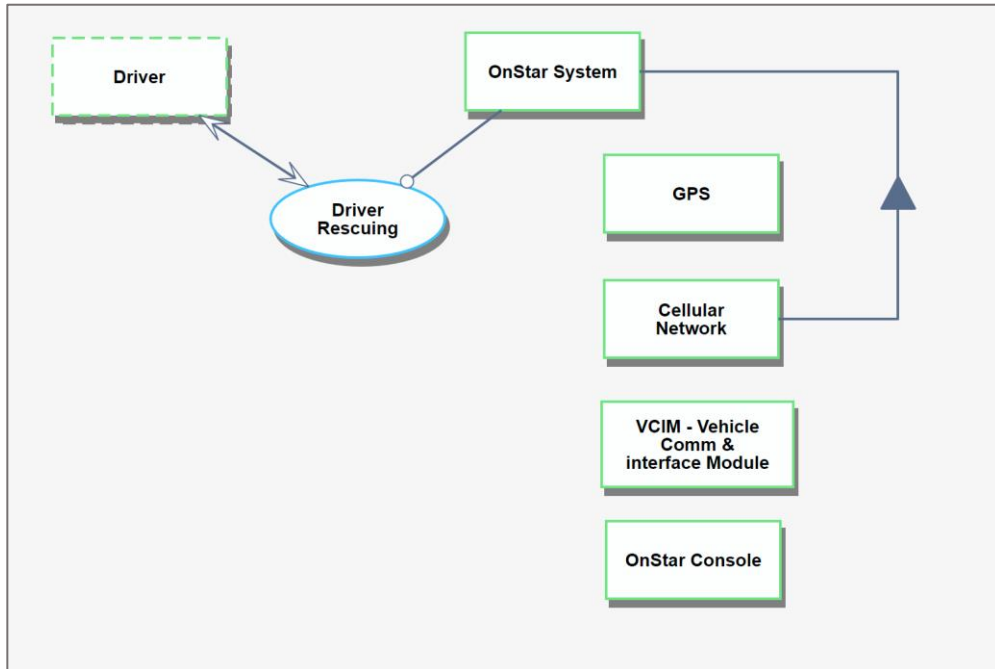 Driver
OnStar System
Driver
Rescuing
GPS
Cellular
Network
VCIM - Vehicle
Comm &
interface Module
OnStar Console